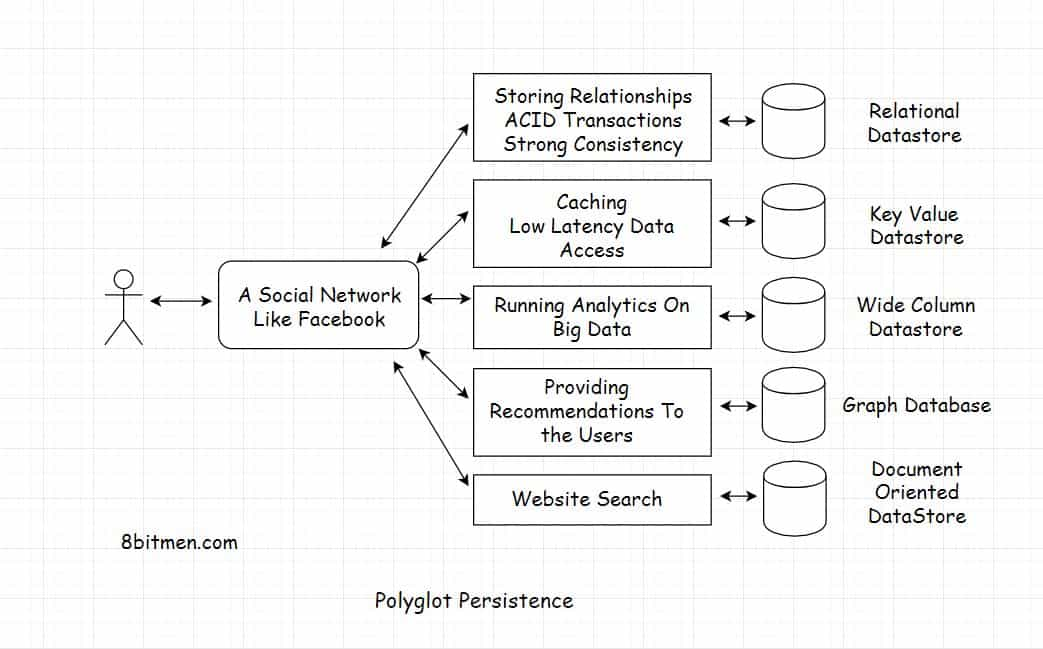 Storing Relationships
ACID Transactions
Strong Consistency
Relational
Datastore
Caching
Low Latency Data
Access
Key Value
Datastore
A Social Network
Like Facebook
Running Analytics On
Big Data
Wide Column
Datastore
Providing
Recommendations To
the Users
Graph Database
Website Search
Document
Oriented
DataStore
8bitmen.com
Polyglot Persistence